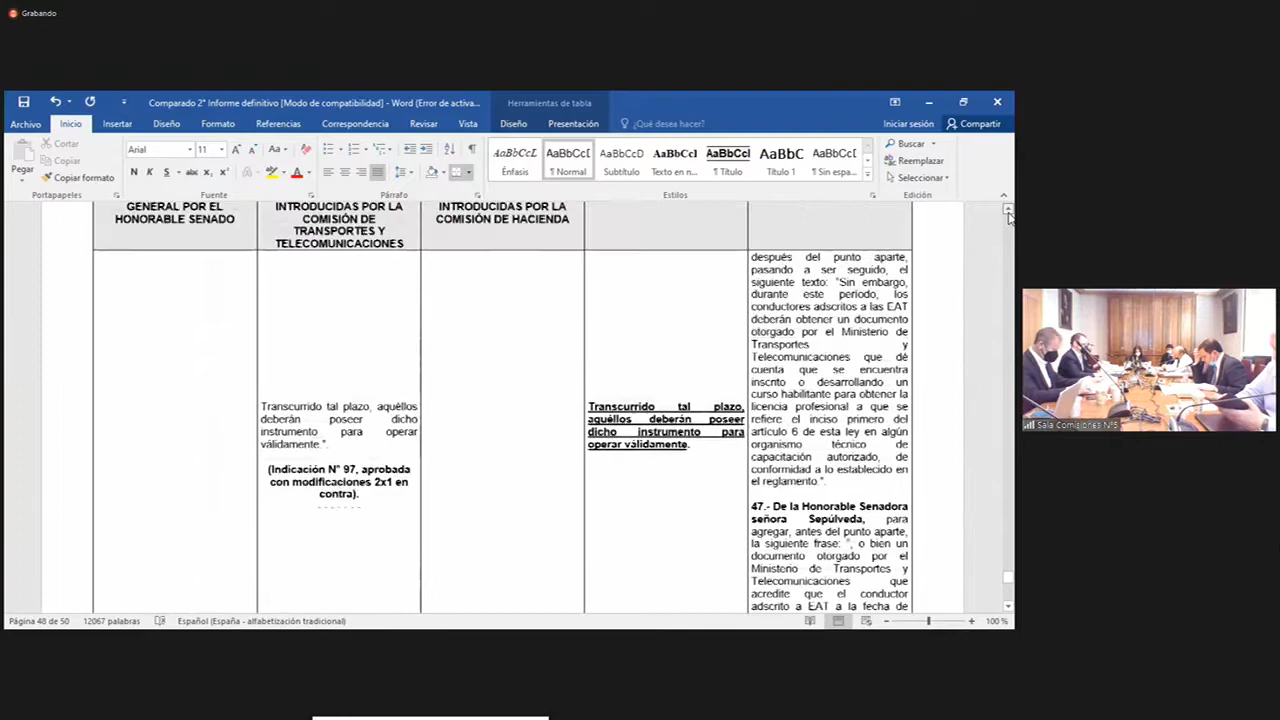 Grabando
Comparado 2° Informe definitivo [Modo de compatibilidad] - Word (Error de activa...
Herramientas de tabla
Archivo
Inicio
Insertar
Diseño
Formato
Referencias
Correspondencia
Revisar
Vista
Diseño
Presentación
¿Qué desea hacer?
Iniciar sesión
Compartir
Pegar
Cortar
Copiar
Copiar formato
Portapapeles
Arial
11
Fuente
Párrafo
AaBbCcL
AaBbCc(
AaBbCcD
AaBbCcI
AaBbCcI
AaBbC
AaBbCc(
Énfasis
¶ Normal
Subtítulo
Texto en n...
¶ Título
Título 1
¶ Sin espa...
Estilos
Buscar
Reemplazar
Seleccionar
Edición
GENERAL POR EL
HONORABLE SENADO
INTRODUCIDAS POR LA
COMISIÓN DE
TRANSPORTES Y
TELECOMUNICACIONES
INTRODUCIDAS POR LA
COMISIÓN DE HACIENDA
Transcurrido tal plazo, aquéllos
deberán poseer dicho
instrumento para operar
válidamente.".
(Indicación N° 97, aprobada
con modificaciones 2x1 en
contra).
- - - - - - -
Transcurrido tal plazo,
aquéllos deberán poseer
dicho instrumento para
operar válidamente.
después del punto aparte,
pasando a ser seguido, el
siguiente texto: "Sin embargo,
durante este período, los
conductores adscritos a las EAT
deberán obtener un documento
otorgado por el Ministerio de
Transportes y
Telecomunicaciones que dé
cuenta que se encuentra
inscrito o desarrollando un
curso habilitante para obtener la
licencia profesional a que se
refiere el inciso primero del
artículo 6 de esta ley en algún
organismo técnico de
capacitación autorizado, de
conformidad a lo establecido en
el reglamento.".
47.- De la Honorable Senadora
señora Sepúlveda, para
agregar, antes del punto aparte,
la siguiente frase: ", o bien un
documento otorgado por el
Ministerio de Transportes y
Telecomunicaciones que
acredite que el conductor
adscrito a EAT a la fecha de
Página 48 de 50
12067 palabras
Español (España - alfabetización tradicional)
100 %
Sala Comisiones N°5